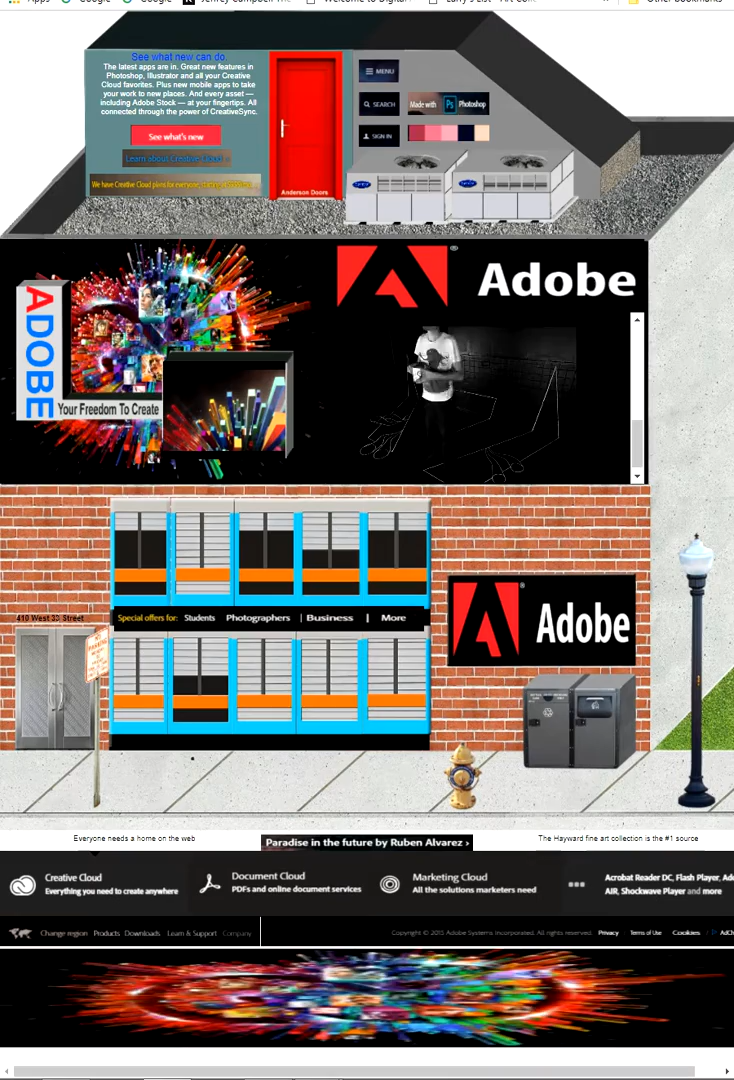 Apps
Google
Google
Other bookmarks
See what new can do.
The latest apps are in. Great new features in
Photoshop, Illustrator and all your Creative
Cloud favorites. Plus new mobile apps to take
your work to new places. And every asset —
including Adobe Stock — at your fingertips. All
connected through the power of CreativeSync.
See what's new
Learn about Creative Cloud
We have Creative Cloud plans for everyone,
Anderson Doors
MENU
SEARCH
SIGN IN
Made with Ps Photoshop
ADOBE
Your Freedom To Create
Adobe
®
410 West 33 Street
NO
PARKING
Special offers for: Students Photographers | Business | More
Adobe
®
Everyone needs a home on the web
Paradise in the future by Ruben Alvarez ›
The Hayward fine art collection is the #1 source
Creative Cloud
Everything you need to create anywhere
Document Cloud
PDFs and online document services
Marketing Cloud
All the solutions marketers need
Acrobat Reader DC, Flash Player,
AIR, Shockwave Player and more
Change region Products Downloads Learn & Support Company
Copyright © 2015 Adobe Systems Incorporated. All rights reserved. Privacy Terms of Use Cookies